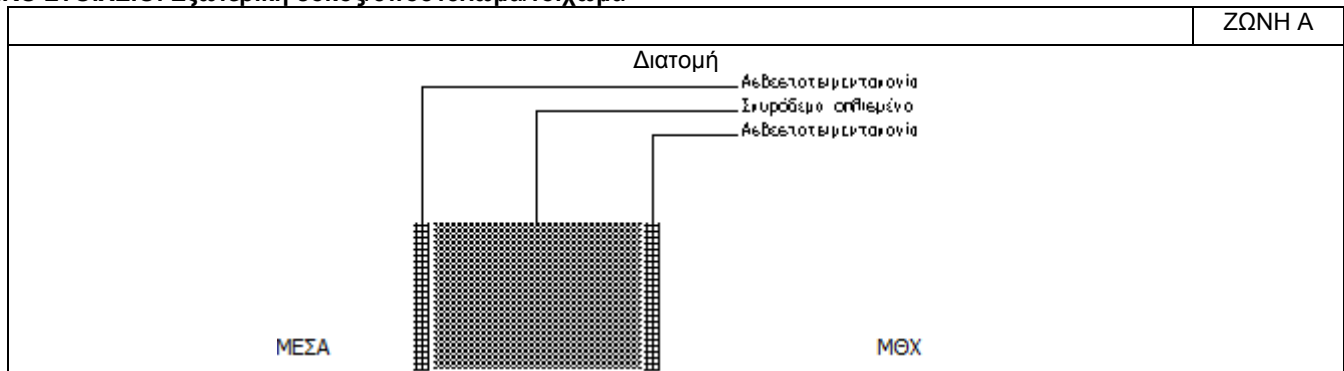 ΖΩΝΗ Α
Διατομή
Ασβεστοτσιμεντοκονία
Σκυρόδεμα οπλισμένο
Ασβεστοτσιμεντοκονία
ΜΕΣΑ
ΜΘΧ